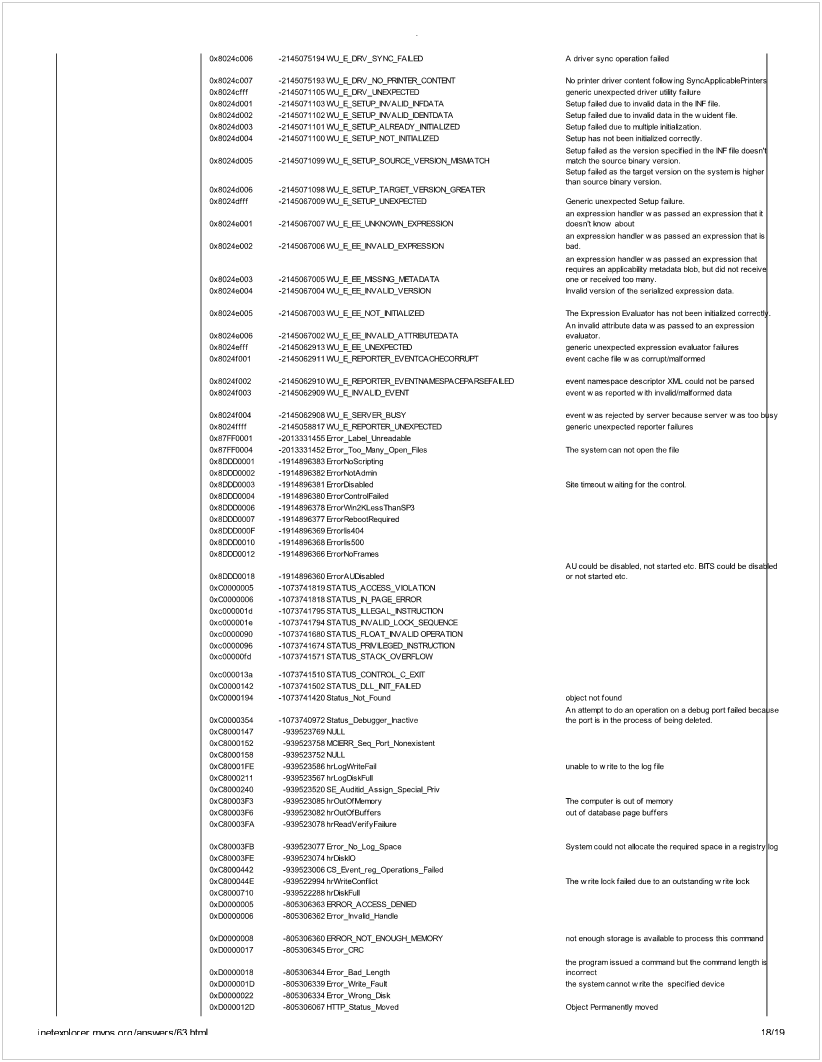 0x8024c006 -2145075194 WU_E_DRV_SYNC_FAILED A driver sync operation failed
0x8024c007 -2145075193 WU_E_DRV_NO_PRINTER_CONTENT No printer driver content following SyncApplicablePrinters
0x8024cfff -2145071105 WU_E_DRV_UNEXPECTED generic unexpected driver utility failure
0x8024d001 -2145071103 WU_E_SETUP_INVALID_INFDATA Setup failed due to invalid data in the INF file.
0x8024d002 -2145071102 WU_E_SETUP_INVALID_IDENTDATA Setup failed due to invalid data in the wuident file.
0x8024d003 -2145071101 WU_E_SETUP_ALREADY_INITIALIZED Setup failed due to multiple initialization.
0x8024d004 -2145071100 WU_E_SETUP_NOT_INITIALIZED Setup has not been initialized correctly.
Setup failed as the version specified in the INF file doesn't
0x8024d005 -2145071099 WU_E_SETUP_SOURCE_VERSION_MISMATCH match the source binary version.
Setup failed as the target version on the system is higher
than source binary version.
0x8024d006 -2145071098 WU_E_SETUP_TARGET_VERSION_GREATER
0x8024dfff -2145067009 WU_E_SETUP_UNEXPECTED Generic unexpected Setup failure.
an expression handler was passed an expression that it
0x8024e001 -2145067007 WU_E_EE_UNKNOWN_EXPRESSION doesn't know about
an expression handler was passed an expression that is
0x8024e002 -2145067006 WU_E_EE_INVALID_EXPRESSION bad.
an expression handler was passed an expression that
requires an applicability metadata blob, but did not receive
0x8024e003 -2145067005 WU_E_EE_MISSING_METADATA one or received too many.
0x8024e004 -2145067004 WU_E_EE_INVALID_VERSION Invalid version of the serialized expression data.
0x8024e005 -2145067003 WU_E_EE_NOT_INITIALIZED The Expression Evaluator has not been initialized correctly.
An invalid attribute data was passed to an expression
0x8024e006 -2145067002 WU_E_EE_INVALID_ATTRIBUTEDATA evaluator.
0x8024efff -2145062913 WU_E_EE_UNEXPECTED generic unexpected expression evaluator failures
0x8024f001 -2145062911 WU_E_REPORTER_EVENTCACHECORRUPT event cache file was corrupt/malformed
0x8024f002 -2145062910 WU_E_REPORTER_EVENTNAMESPACEPARSEFAILED event namespace descriptor XML could not be parsed
0x8024f003 -2145062909 WU_E_INVALID_EVENT event was reported with invalid/malformed data
0x8024f004 -2145062908 WU_E_SERVER_BUSY event was rejected by server because server was too busy
0x8024ffff -2145058817 WU_E_REPORTER_UNEXPECTED generic unexpected reporter failures
0x87FF0001 -2013331455 Error_Label_Unreadable
0x87FF0004 -2013331452 Error_Too_Many_Open_Files The system can not open the file
0x8DDD0001 -1914896383 ErrorNoScripting
0x8DDD0002 -1914896382 ErrorNotAdmin
0x8DDD0003 -1914896381 ErrorDisabled Site timeout waiting for the control.
0x8DDD0004 -1914896380 ErrorControlFailed
0x8DDD0006 -1914896378 ErrorWin2KLessThanSP3
0x8DDD0007 -1914896377 ErrorRebootRequired
0x8DDD000F -1914896369 ErrorIis404
0x8DDD0010 -1914896368 ErrorIis500
0x8DDD0012 -1914896366 ErrorNoFrames
AU could be disabled, not started etc. BITS could be disabled
0x8DDD0018 -1914896360 ErrorAUDisabled or not started etc.
0xC0000005 -1073741819 STATUS_ACCESS_VIOLATION
0xC0000006 -1073741818 STATUS_IN_PAGE_ERROR
0xc000001d -1073741795 STATUS_ILLEGAL_INSTRUCTION
0xc000001e -1073741794 STATUS_INVALID_LOCK_SEQUENCE
0xc0000090 -1073741680 STATUS_FLOAT_INVALID OPERATION
0xc0000096 -1073741674 STATUS_PRIVILEGED_INSTRUCTION
0xc00000fd -1073741571 STATUS_STACK_OVERFLOW
0xc000013a -1073741510 STATUS_CONTROL_C_EXIT
0xC0000142 -1073741502 STATUS_DLL_INIT_FAILED
0xC0000194 -1073741420 Status_Not_Found object not found
An attempt to do an operation on a debug port failed because
0xC0000354 -1073740972 Status_Debugger_Inactive the port is in the process of being deleted.
0xC8000147 -939523769 NULL
0xC8000152 -939523758 MCIERR_Seq_Port_Nonexistent
0xC8000158 -939523752 NULL
0xC80001FE -939523586 hrLogWriteFail unable to write to the log file
0xC8000211 -939523567 hrLogDiskFull
0xC8000240 -939523520 SE_Auditid_Assign_Special_Priv
0xC80003F3 -939523085 hrOutOfMemory The computer is out of memory
0xC80003F6 -939523082 hrOutOfBuffers out of database page buffers
0xC80003FA -939523078 hrReadVerifyFailure
0xC80003FB -939523077 Error_No_Log_Space System could not allocate the required space in a registry log
0xC80003FE -939523074 hrDiskIO
0xC8000442 -939523006 CS_Event_reg_Operations_Failed
0xC800044E -939522994 hrWriteConflict The write lock failed due to an outstanding write lock
0xC8000710 -939522288 hrDiskFull
0xD0000005 -805306363 ERROR_ACCESS_DENIED
0xD0000006 -805306362 Error_Invalid_Handle
0xD0000008 -805306360 ERROR_NOT_ENOUGH_MEMORY not enough storage is available to process this command
0xD0000017 -805306345 Error_CRC
the program issued a command but the command length is
0xD0000018 -805306344 Error_Bad_Length incorrect
0xD000001D -805306339 Error_Write_Fault the system cannot write the specified device
0xD0000022 -805306334 Error_Wrong_Disk
0xD000012D -805306067 HTTP_Status_Moved Object Permanently moved
inetexplorer.mvps.org/answers/63.html 18/19